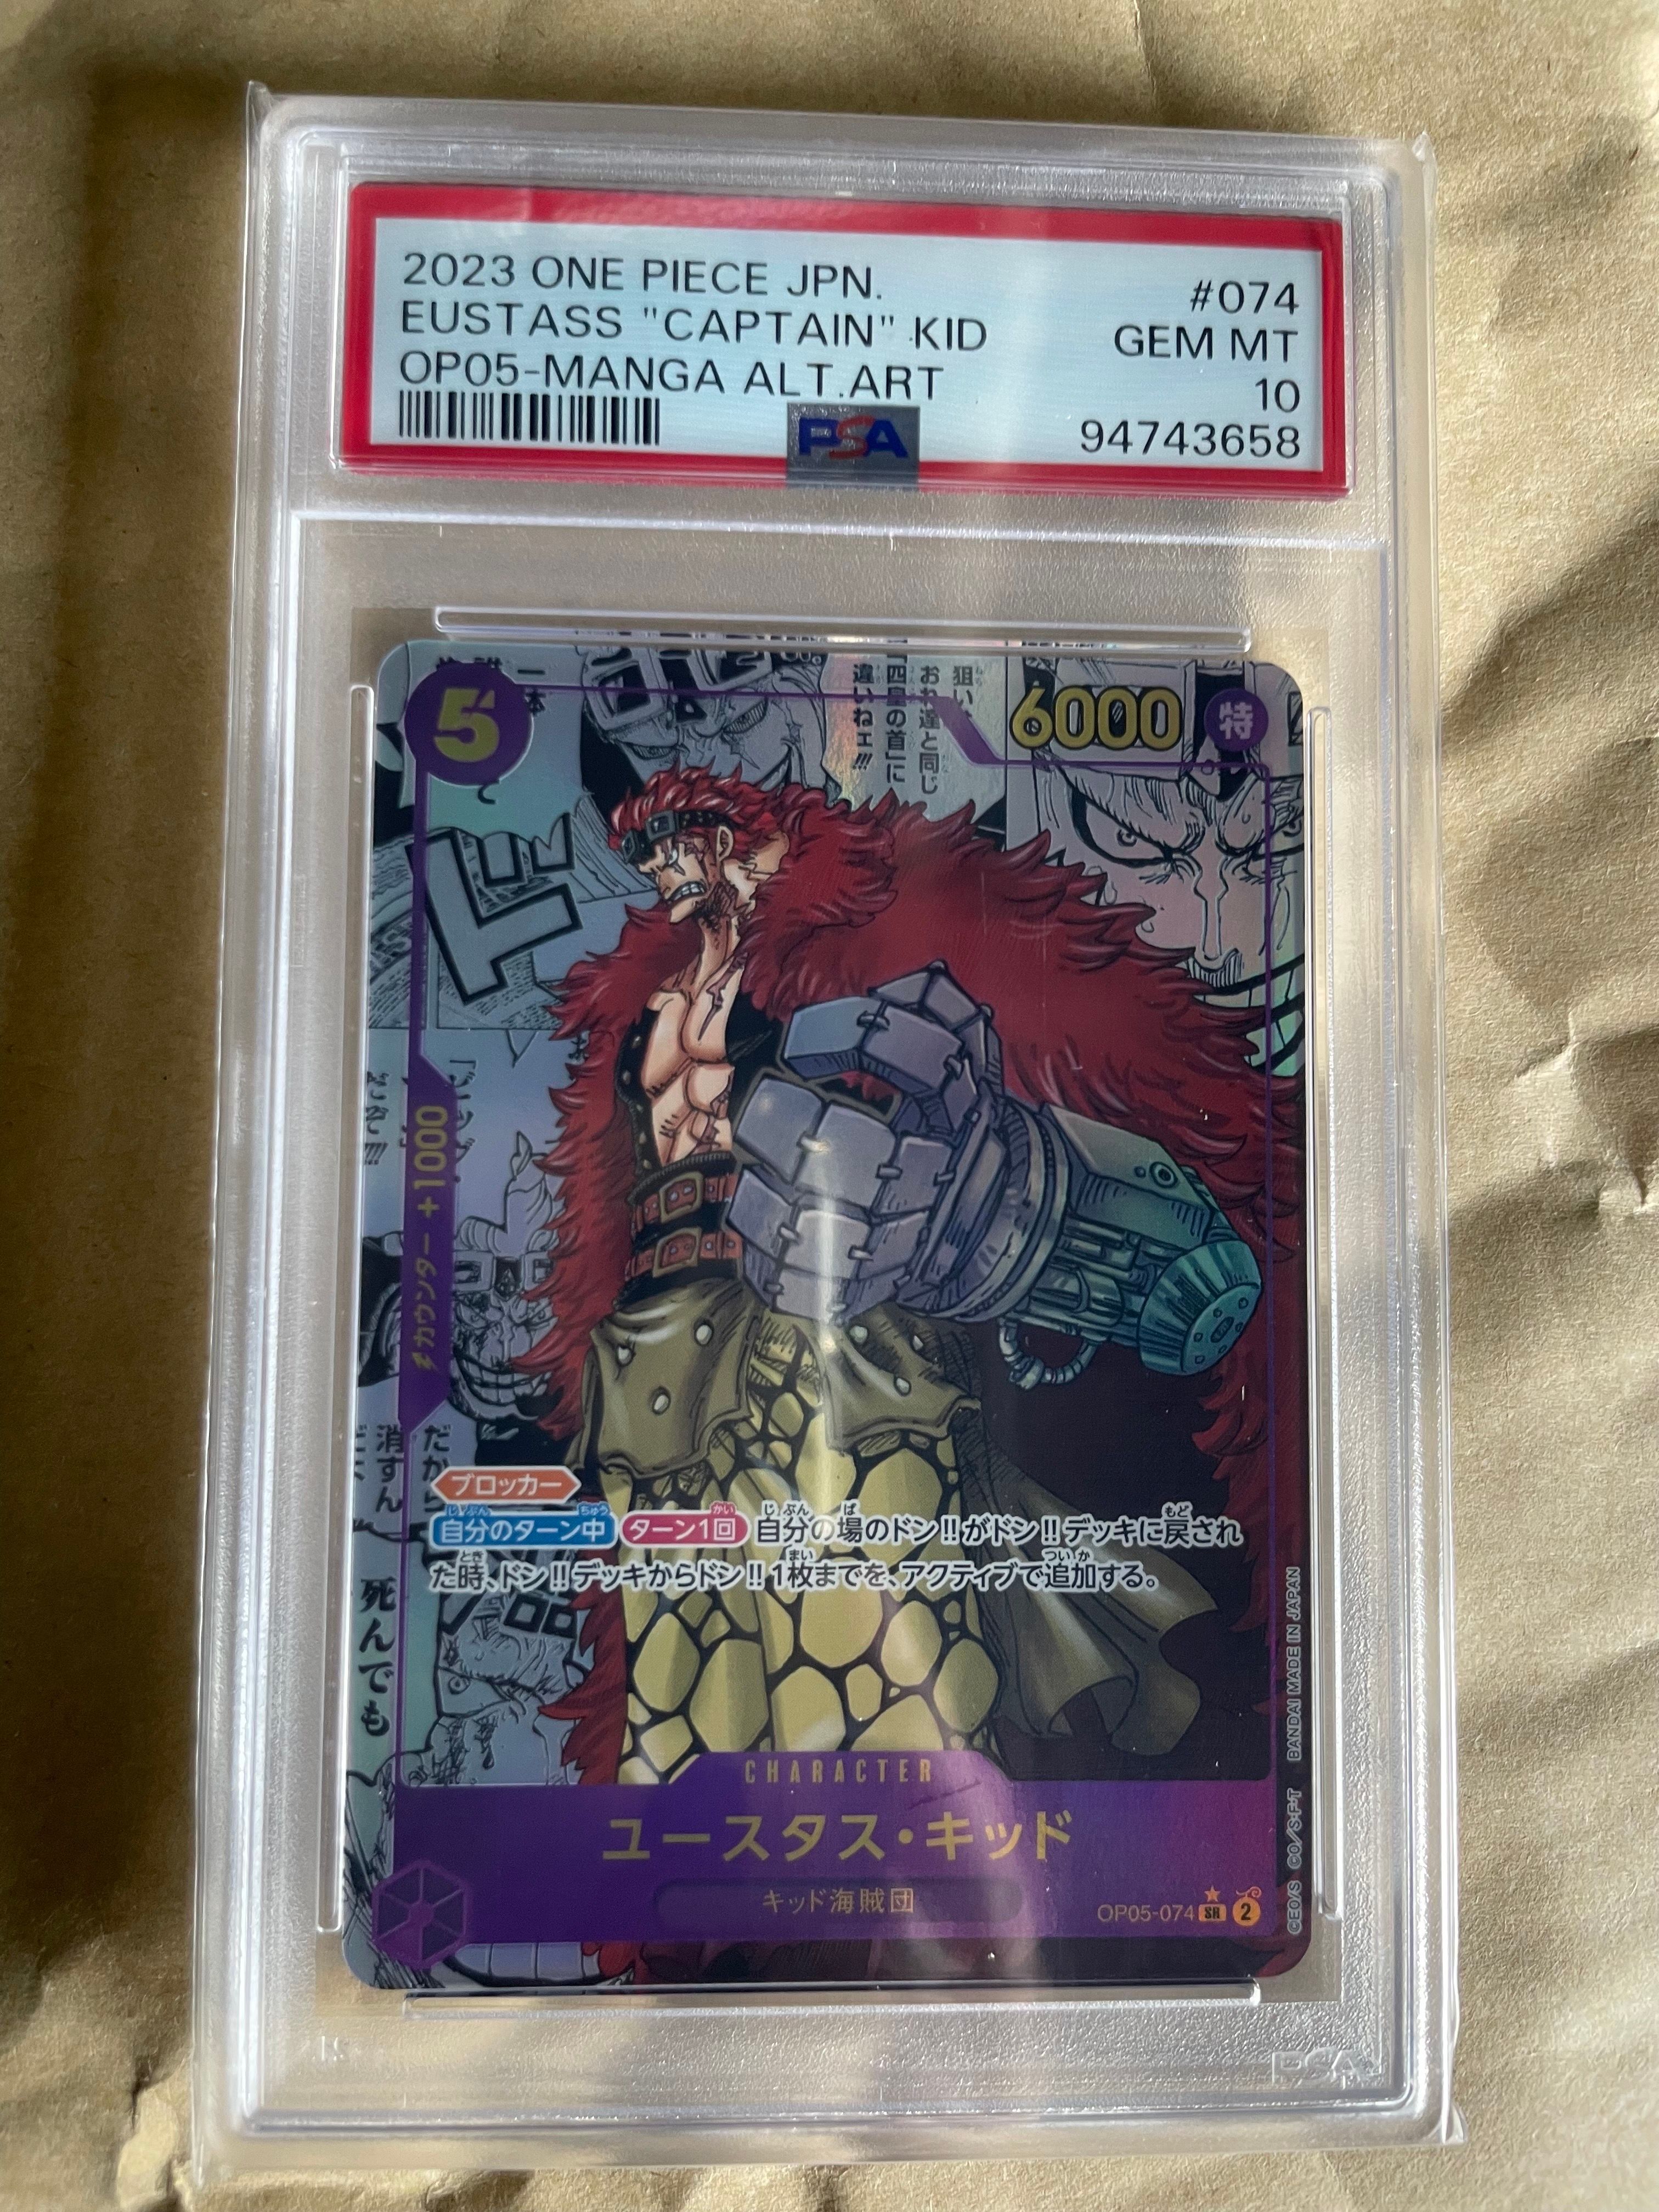 2023 ONE PIECE JPN.
EUSTASS "CAPTAIN" KID
OP05-MANGA ALT.ART
#074
GEM MT
10
94743658
PSA
5
6000
特
狙い
おれ達と同じ
「四皇の首」に
違いねェ!!!
カウンター +1000
だから
消すん
死んでも
ブロッカー
自分のターン中 ターン1回 自分の場のドン!!がドン!!デッキに戻され
た時、ドン!!デッキからドン!!1枚までを、アクティブで追加する。
CHARACTER
ユースタス・キッド
キッド海賊団
OP05-074 SR 2
©EO/S ©O/S・F・T BANDAI MADE IN JAPAN
PSA